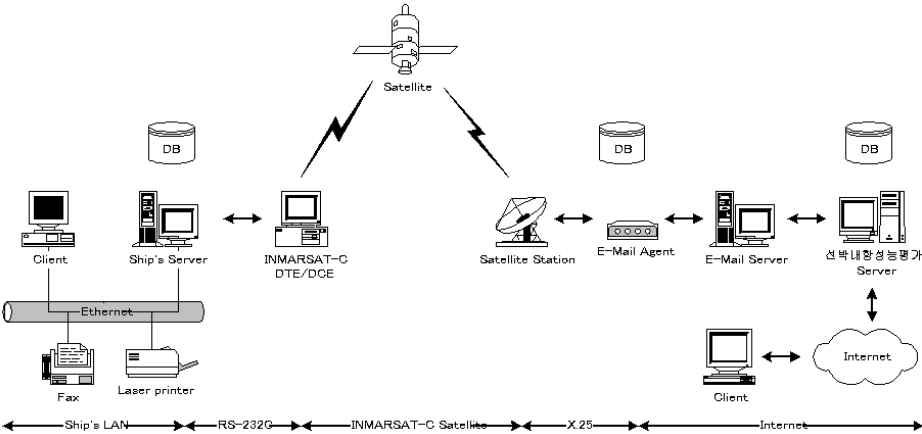 Satellite
DB
DB
DB
Client
Ship's Server
INMARSAT-C
DTE/DCE
Satellite Station
E-Mail Agent
E-Mail Server
선박내항성능평가
Server
Ethernet
Fax
Laser printer
Client
Internet
Ship's LAN
RS-232C
INMARSAT-C Satellite
X.25
Internet